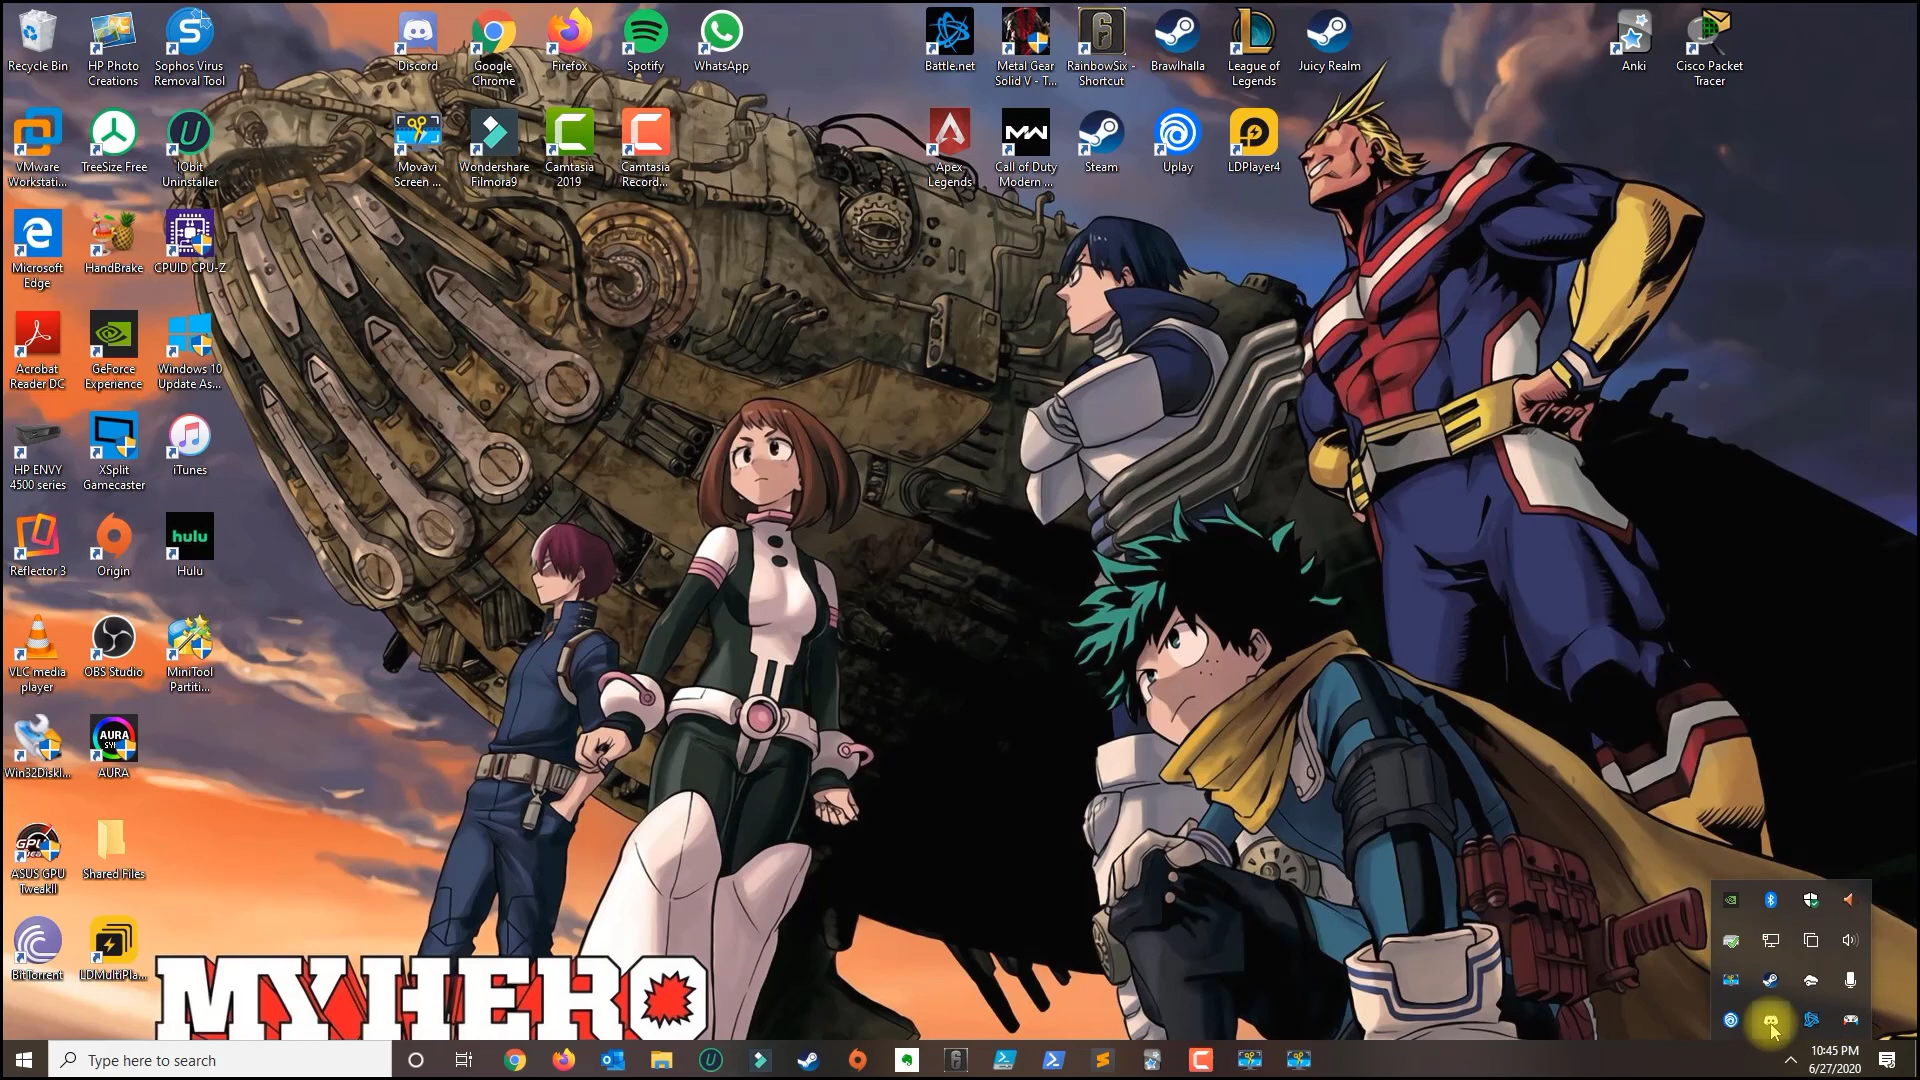 Recycle Bin
HP Photo
Creations
Sophos Virus
Removal Tool
Discord
Google
Chrome
Firefox
Spotify
WhatsApp
Battle.net
Metal Gear
Solid V - T...
RainbowSix -
Shortcut
Brawlhalla
League of
Legends
Juicy Realm
Anki
Cisco Packet
Tracer
VMware
Workstati...
TreeSize Free
IObit
Uninstaller
Movavi
Screen ...
Wondershare
Filmora9
Camtasia
2019
Camtasia
Record...
Apex
Legends
Call of Duty
Modern ...
Steam
Uplay
LDPlayer4
Microsoft
Edge
HandBrake
CPUID CPU-Z
Acrobat
Reader DC
GeForce
Experience
Windows 10
Update As...
HP ENVY
4500 series
XSplit
Gamecaster
iTunes
Reflector 3
Origin
hulu
Hulu
VLC media
player
OBS Studio
MiniTool
Partiti...
Win32DiskI...
AURA
AURA
ASUS GPU
TweakII
Shared Files
BitTorrent
LDMultiPla...
MY HERO
Type here to search
10:45 PM
6/27/2020